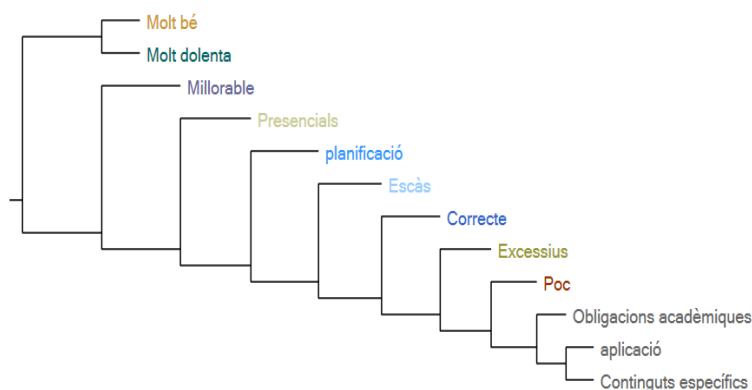 Molt bé
Molt dolenta
Millorable
Presencials
planificació
Escàs
Correcte
Excessius
Poc
Obligacions acadèmiques
aplicació
Continguts específics